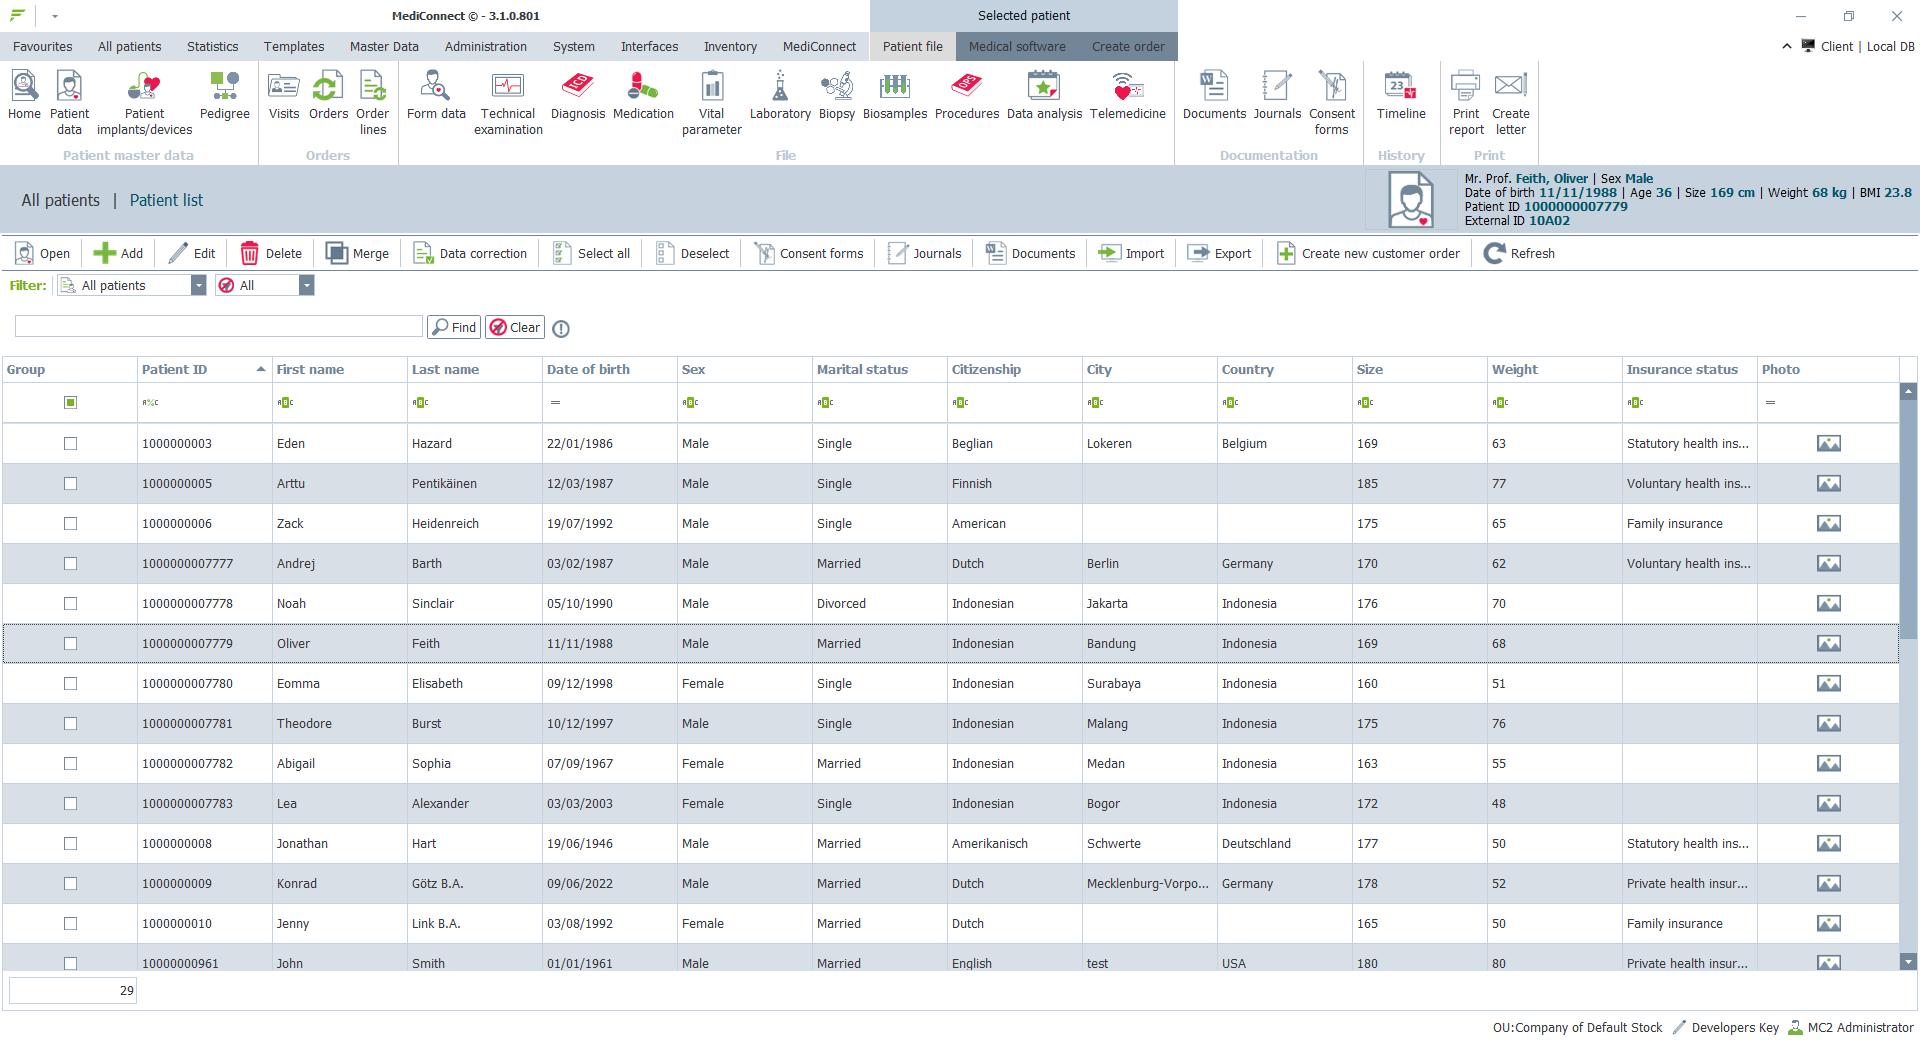 MediConnect © - 3.1.0.801
Selected patient
Favourites All patients Statistics Templates Master Data Administration System Interfaces Inventory MediConnect Patient file Medical software Create order Client | Local DB
Home Patient data Patient implants/devices Pedigree Visits Orders Order lines Form data Technical examination Diagnosis Medication Vital parameter Laboratory Biopsy Biosamples Procedures Data analysis Telemedicine Documents Journals Consent forms Timeline Print report Create letter
Patient master data Orders File Documentation History Print
All patients | Patient list
Mr. Prof. Feith, Oliver | Sex Male
Date of birth 11/11/1988 | Age 36 | Size 169 cm | Weight 68 kg | BMI 23.8
Patient ID 1000000007779
External ID 10A02
Open Add Edit Delete Merge Data correction Select all Deselect Consent forms Journals Documents Import Export Create new customer order Refresh
Filter: All patients All
Find Clear
Group Patient ID First name Last name Date of birth Sex Marital status Citizenship City Country Size Weight Insurance status Photo
1000000003 Eden Hazard 22/01/1986 Male Single Beglian Lokeren Belgium 169 63 Statutory health ins...
1000000005 Arttu Pentikäinen 12/03/1987 Male Single Finnish 185 77 Voluntary health ins...
1000000006 Zack Heidenreich 19/07/1992 Male Single American 175 65 Family insurance
1000000007777 Andrej Barth 03/02/1987 Male Married Dutch Berlin Germany 170 62 Voluntary health ins...
1000000007778 Noah Sinclair 05/10/1990 Male Divorced Indonesian Jakarta Indonesia 176 70
1000000007779 Oliver Feith 11/11/1988 Male Married Indonesian Bandung Indonesia 169 68
1000000007780 Eomma Elisabeth 09/12/1998 Female Single Indonesian Surabaya Indonesia 160 51
1000000007781 Theodore Burst 10/12/1997 Male Single Indonesian Malang Indonesia 175 76
1000000007782 Abigail Sophia 07/09/1967 Female Married Indonesian Medan Indonesia 163 55
1000000007783 Lea Alexander 03/03/2003 Female Single Indonesian Bogor Indonesia 172 48
1000000008 Jonathan Hart 19/06/1946 Male Married Amerikanisch Schwerte Deutschland 177 50 Statutory health ins...
1000000009 Konrad Götz B.A. 09/06/2022 Male Married Dutch Mecklenburg-Vorpo... Germany 178 52 Private health insur...
1000000010 Jenny Link B.A. 03/08/1992 Female Married Dutch 165 50 Family insurance
10000000961 John Smith 01/01/1961 Male Married English test USA 180 80 Private health insur...
29
OU:Company of Default Stock Developers Key MC2 Administrator